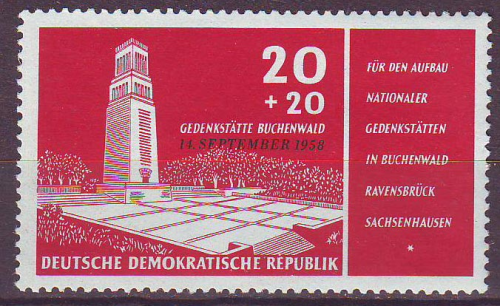 20
+ 20
GEDENKSTÄTTE BUCHENWALD
14. SEPTEMBER 1958
DEUTSCHE DEMOKRATISCHE REPUBLIK
FÜR DEN AUFBAU
NATIONALER
GEDENKSTÄTTEN
IN BUCHENWALD
RAVENSBRÜCK
SACHSENHAUSEN
*